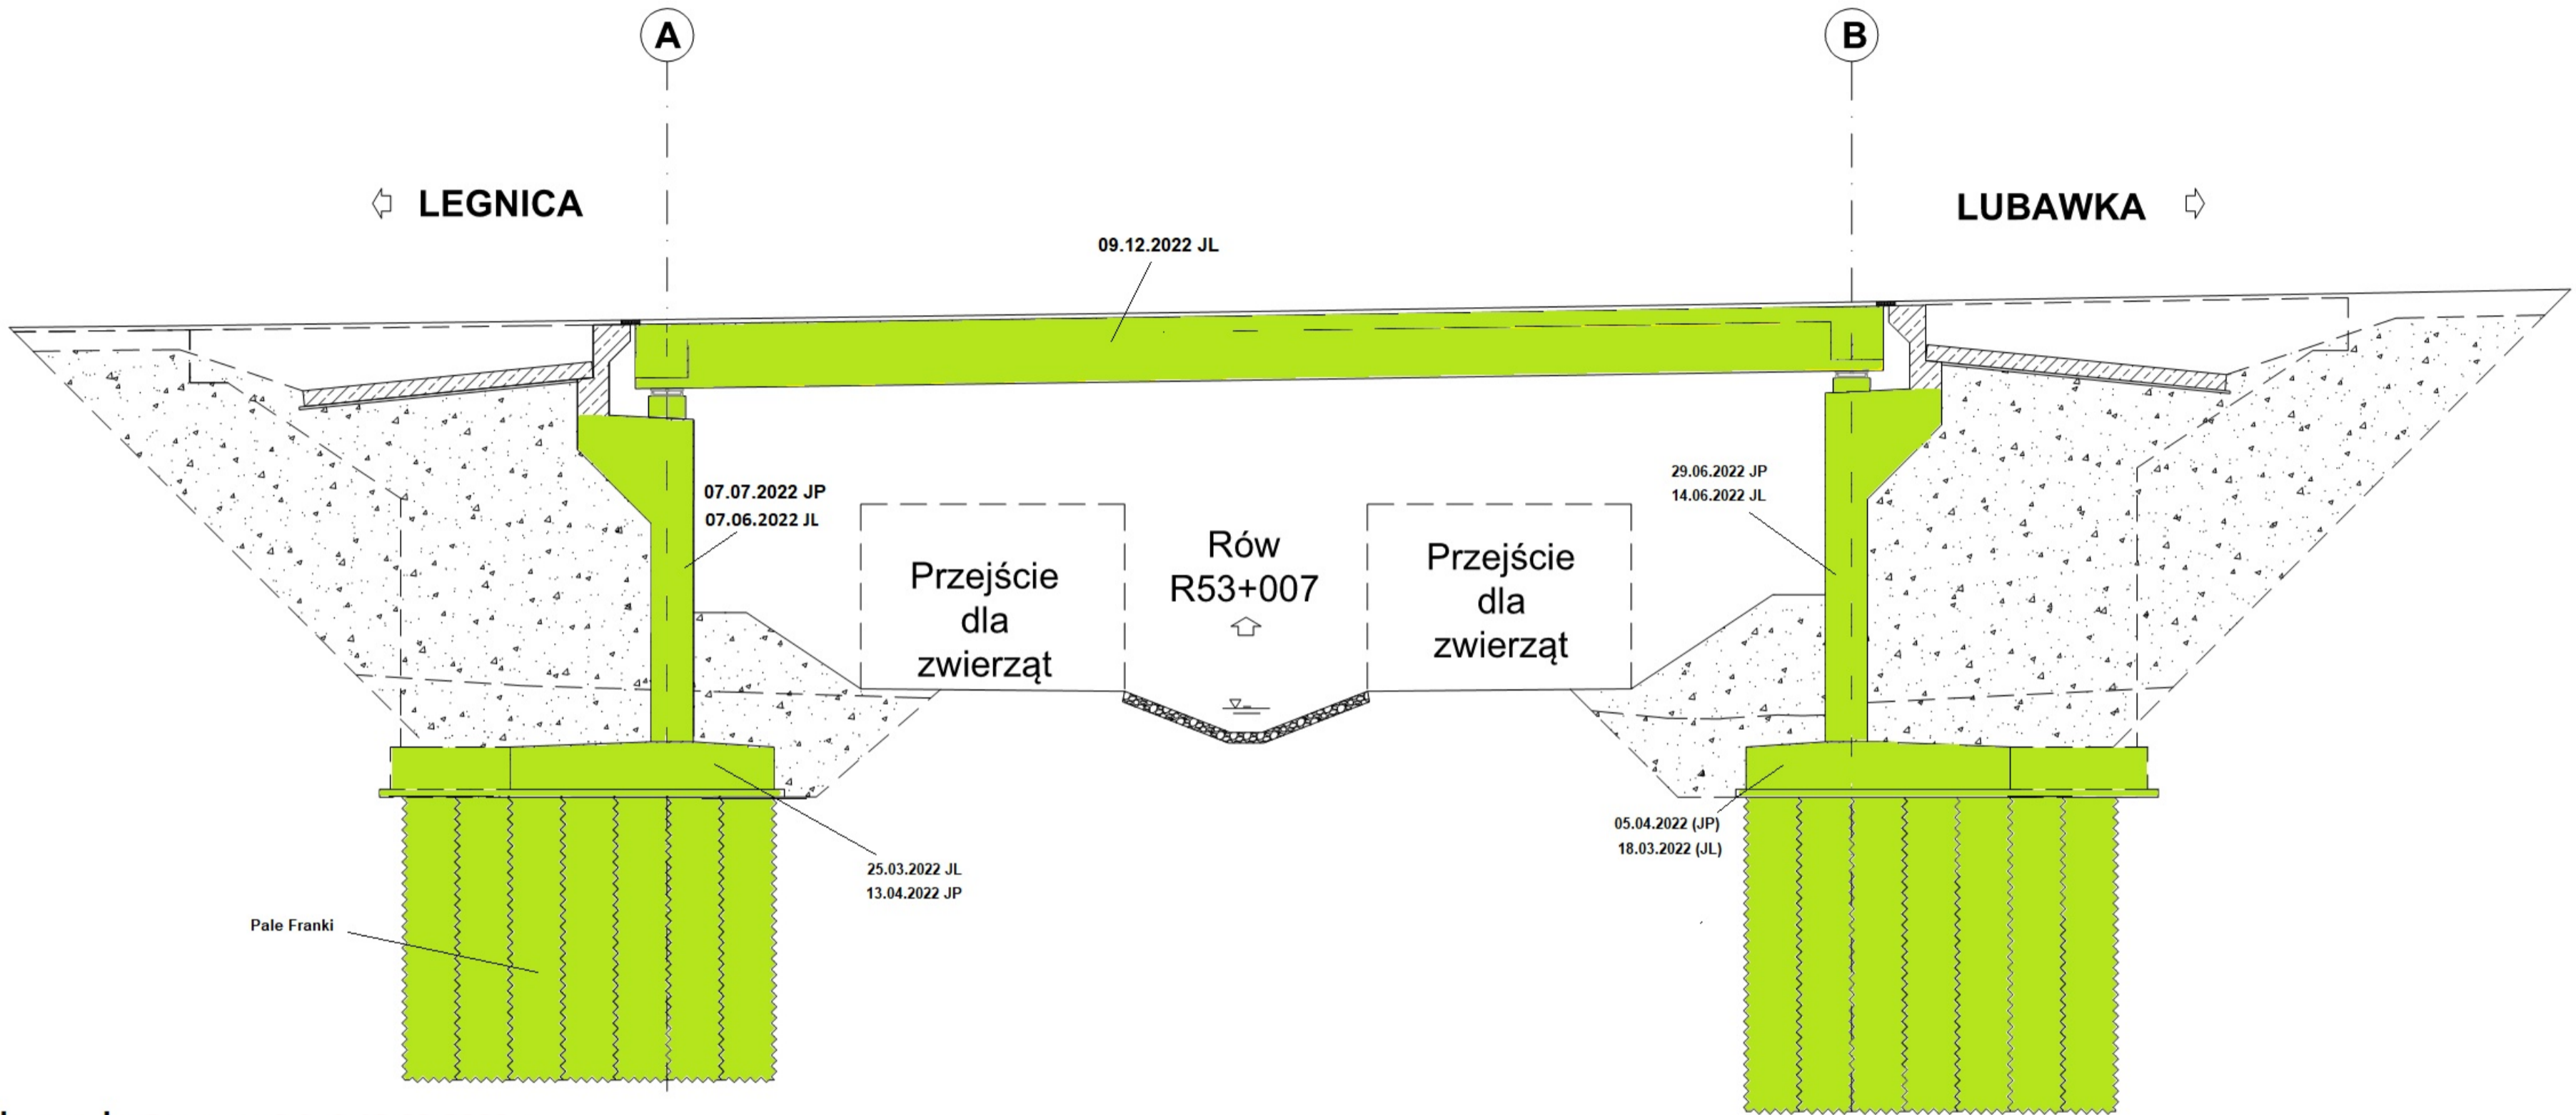 A
B
LEGNICA
LUBAWKA
09.12.2022 JL
07.07.2022 JP
07.06.2022 JL
29.06.2022 JP
14.06.2022 JL
Przejście
dla
zwierząt
Rów
R53+007
Przejście
dla
zwierząt
25.03.2022 JL
13.04.2022 JP
05.04.2022 (JP)
18.03.2022 (JL)
Pale Franki